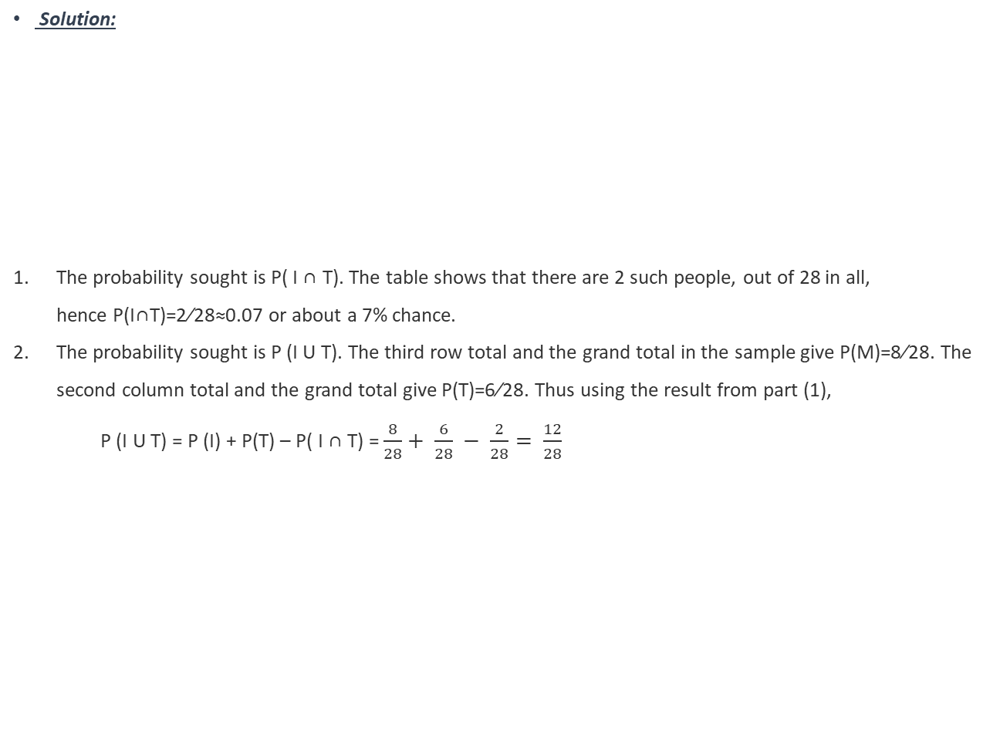 • Solution:
1. The probability sought is P( I ∩ T). The table shows that there are 2 such people, out of 28 in all,
hence P(I∩T)=2∕28≈0.07 or about a 7% chance.
2. The probability sought is P (I U T). The third row total and the grand total in the sample give P(M)=8∕28. The
second column total and the grand total give P(T)=6∕28. Thus using the result from part (1),
P (I U T) = P (I) + P(T) – P( I ∩ T) = 8/28 + 6/28 − 2/28 = 12/28